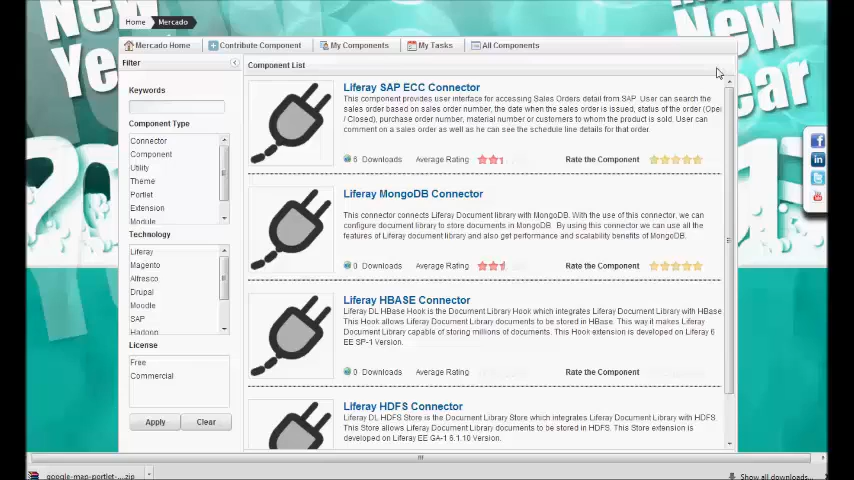 New
Year
New
ear
Home Mercado
Mercado Home Contribute Component My Components My Tasks All Components
Filter
Keywords
Component Type
Connector
Component
Utility
Theme
Portlet
Extension
Module
Technology
Liferay
Magento
Alfresco
Drupal
Moodle
SAP
Hadoop
License
Free
Commercial
Apply Clear
Component List
Liferay SAP ECC Connector
This component provides user interface for accessing Sales Orders detail from SAP. User can search the
sales order based on sales order number, the date when the sales order is issued, status of the order (Ope
/ Closed), purchase order number, material number or customers to whom the product is sold. User can
comment on a sales order as well as he can see the schedule line details for that order.
6 Downloads Average Rating Rate the Component
Liferay MongoDB Connector
This connector connects Liferay Document library with MongoDB. With the use of this connector, we can
configure document library to store documents in MongoDB. By using this connector we can use all the
features of Liferay document library and also get performance and scalability benefits of MongoDB.
0 Downloads Average Rating Rate the Component
Liferay HBASE Connector
Liferay DL HBase Hook is the Document Library Hook which integrates Liferay Document Library with HBase.
This Hook allows Liferay Document Library documents to be stored in HBase. This way it makes Liferay
Document Library capable of storing millions of documents. This Hook extension is developed on Liferay 6
EE SP-1 Version.
0 Downloads Average Rating Rate the Component
Liferay HDFS Connector
Liferay DL HDFS Store is the Document Library Store which integrates Liferay Document Library with HDFS.
This Store allows Liferay Document Library documents to be stored in HDFS. This Store extension is
developed on Liferay EE GA-1 6.1.10 Version.
google-map-portlet-....zip
Show all downloads...